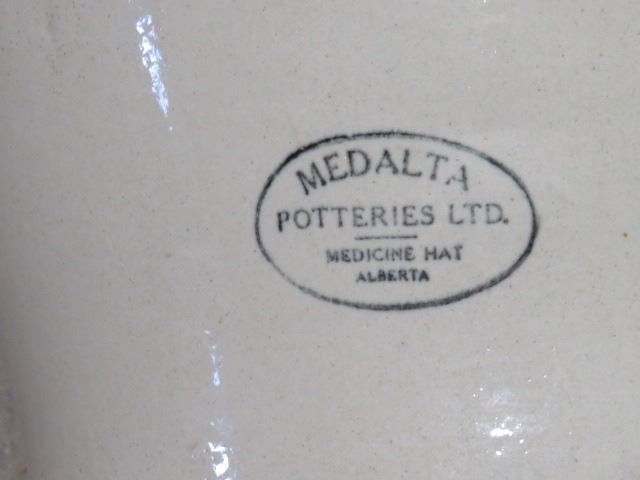 MEDALTA
POTTERIES LTD.
MEDICINE HAT
ALBERTA